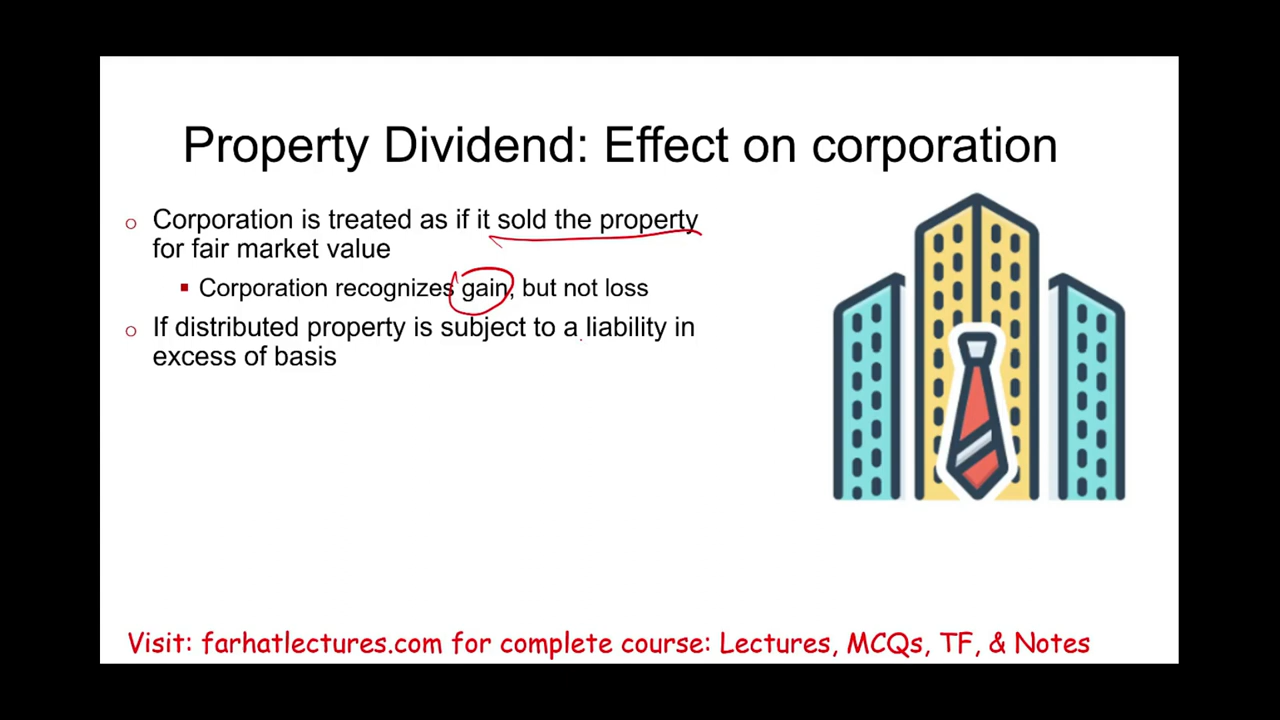 Property Dividend: Effect on corporation
o Corporation is treated as if it sold the property
for fair market value
▪ Corporation recognizes gain, but not loss
o If distributed property is subject to a liability in
excess of basis
Visit: farhatlectures.com for complete course: Lectures, MCQs, TF, & Notes